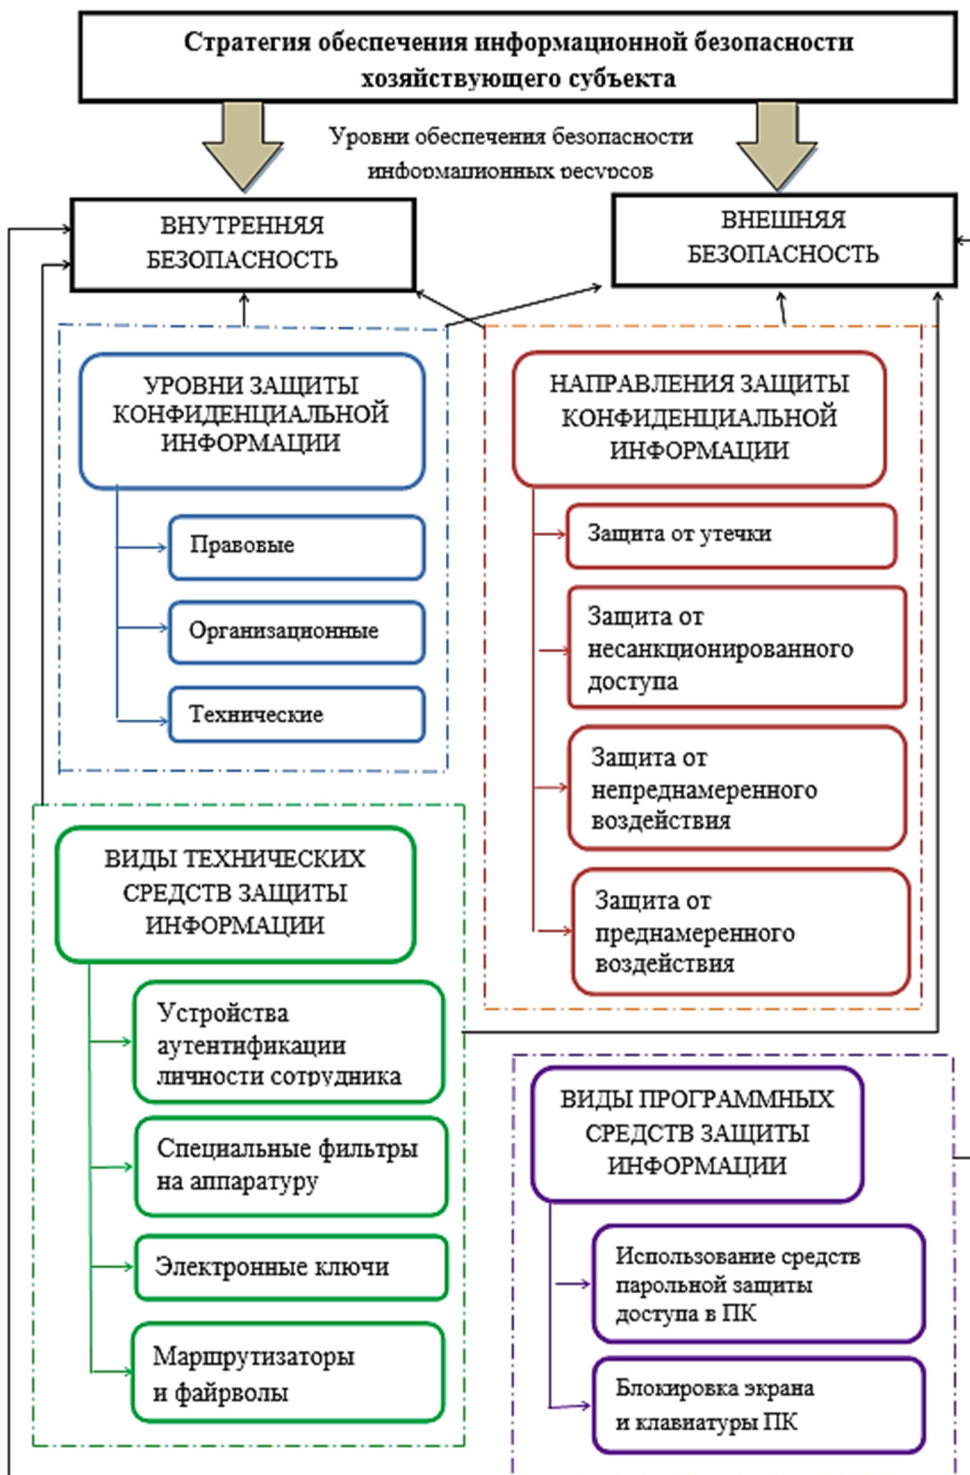 Стратегия обеспечения информационной безопасности
хозяйствующего субъекта
Уровни обеспечения безопасности
информационных ресурсов
ВНУТРЕННЯЯ
БЕЗОПАСНОСТЬ
ВНЕШНЯЯ
БЕЗОПАСНОСТЬ
УРОВНИ ЗАЩИТЫ
КОНФИДЕНЦИАЛЬНОЙ
ИНФОРМАЦИИ
Правовые
Организационные
Технические
НАПРАВЛЕНИЯ ЗАЩИТЫ
КОНФИДЕНЦИАЛЬНОЙ
ИНФОРМАЦИИ
Защита от утечки
Защита от
несанкционированного
доступа
Защита от
непреднамеренного
воздействия
Защита от
преднамеренного
воздействия
ВИДЫ ТЕХНИЧЕСКИХ
СРЕДСТВ ЗАЩИТЫ
ИНФОРМАЦИИ
Устройства
аутентификации
личности сотрудника
Специальные фильтры
на аппаратуру
Электронные ключи
Маршрутизаторы
и файрволы
ВИДЫ ПРОГРАММНЫХ
СРЕДСТВ ЗАЩИТЫ
ИНФОРМАЦИИ
Использование средств
парольной защиты
доступа в ПК
Блокировка экрана
и клавиатуры ПК